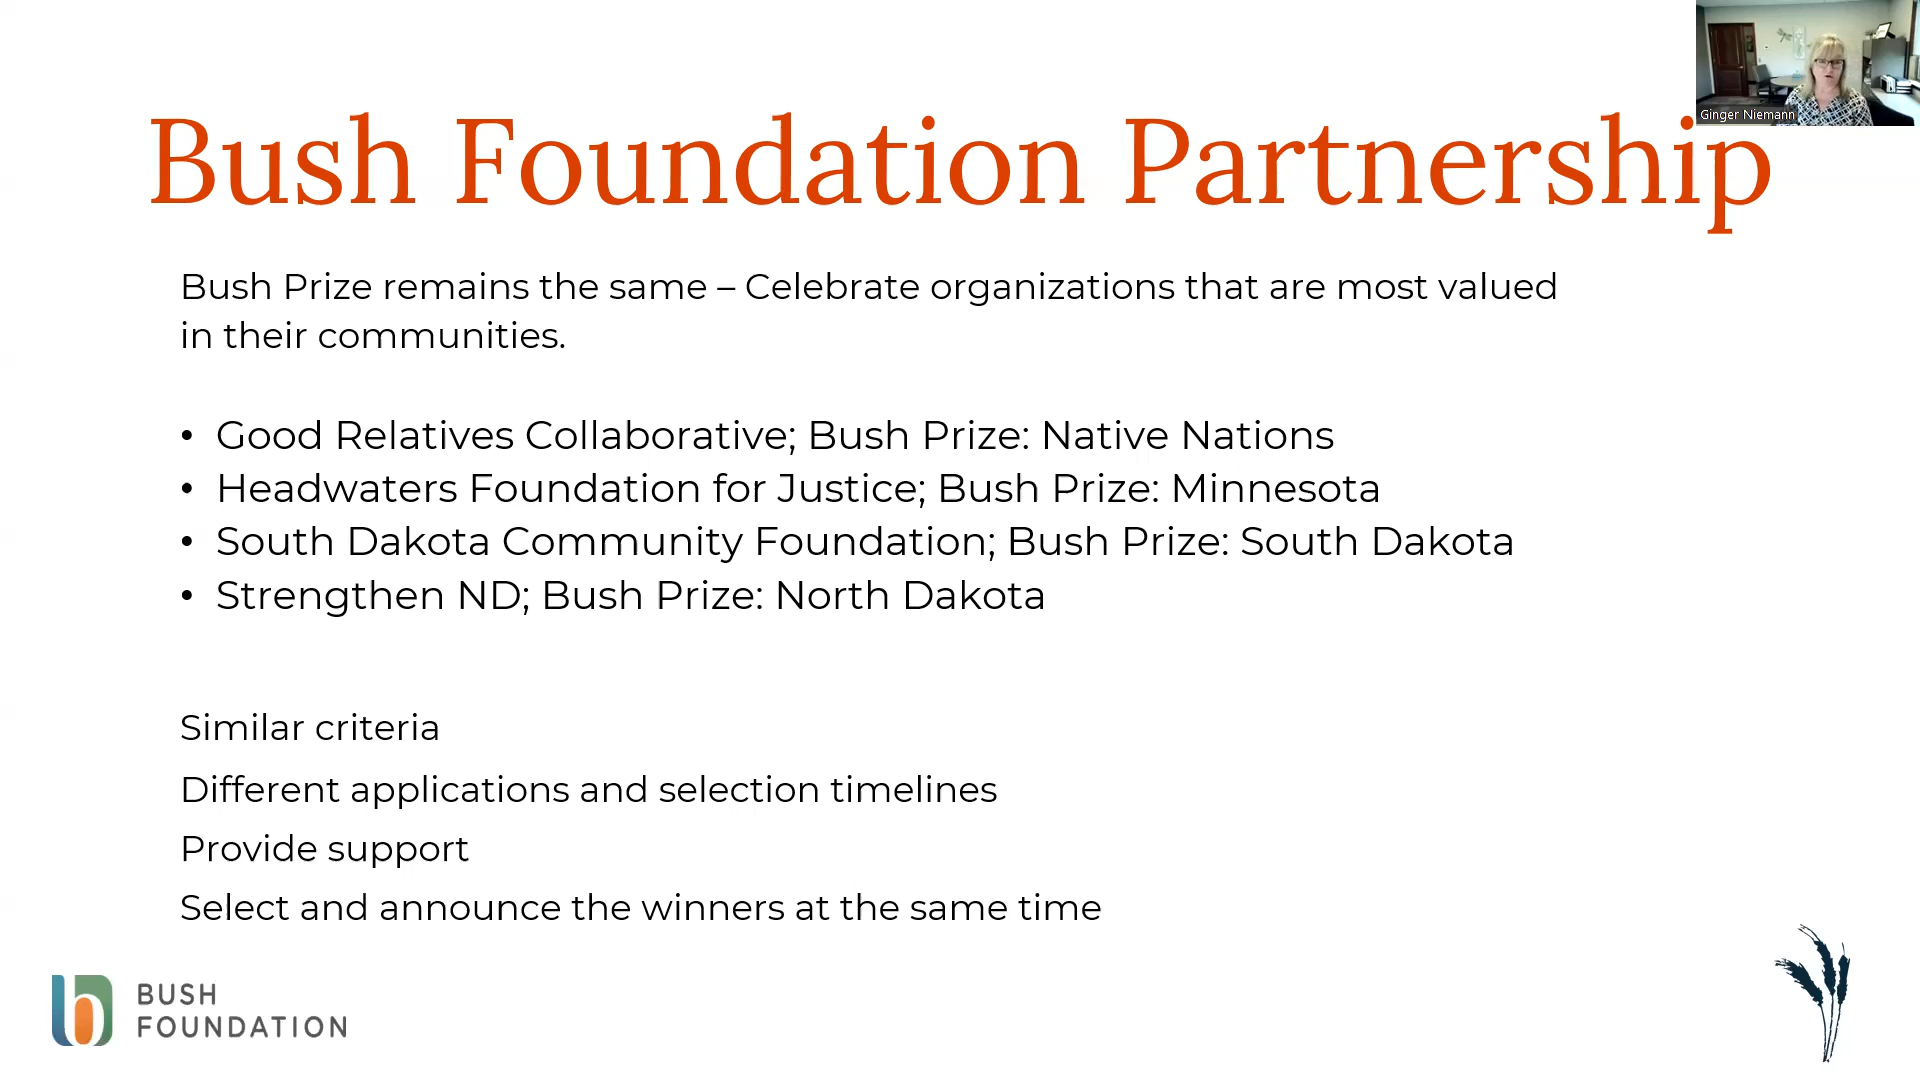 Ginger Niemann
Bush Foundation Partnership
Bush Prize remains the same – Celebrate organizations that are most valued
in their communities.
• Good Relatives Collaborative; Bush Prize: Native Nations
• Headwaters Foundation for Justice; Bush Prize: Minnesota
• South Dakota Community Foundation; Bush Prize: South Dakota
• Strengthen ND; Bush Prize: North Dakota
Similar criteria
Different applications and selection timelines
Provide support
Select and announce the winners at the same time
BUSH
FOUNDATION